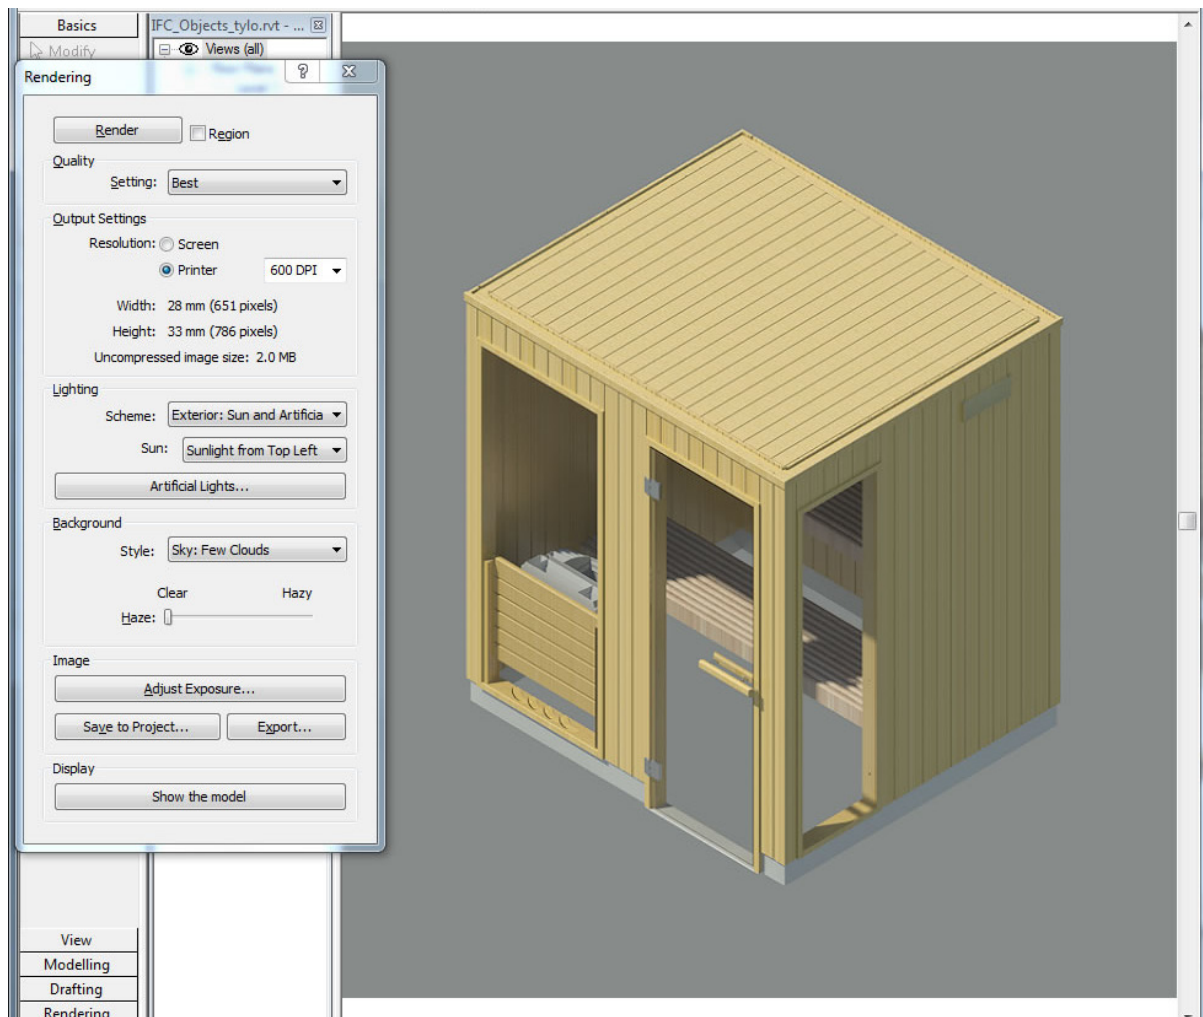 Basics
IFC_Objects_tylo.rvt - ...
Modify
Views (all)
Rendering
Render
Region
Quality
Setting: Best
Output Settings
Resolution: Screen
Printer 600 DPI
Width: 28 mm (651 pixels)
Height: 33 mm (786 pixels)
Uncompressed image size: 2.0 MB
Lighting
Scheme: Exterior: Sun and Artificia
Sun: Sunlight from Top Left
Artificial Lights...
Background
Style: Sky: Few Clouds
Clear Hazy
Haze:
Image
Adjust Exposure...
Save to Project... Export...
Display
Show the model
View
Modelling
Drafting
Rendering